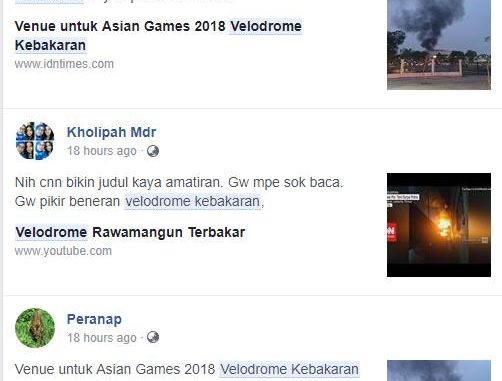 Venue untuk Asian Games 2018 Velodrome
Kebakaran
www.idntimes.com
Kholipah Mdr
18 hours ago ·
Nih cnn bikin judul kaya amatiran. Gw mpe sok baca.
Gw pikir beneran velodrome kebakaran,
Velodrome Rawamangun Terbakar
www.youtube.com
Peranap
18 hours ago ·
Venue untuk Asian Games 2018 Velodrome Kebakaran